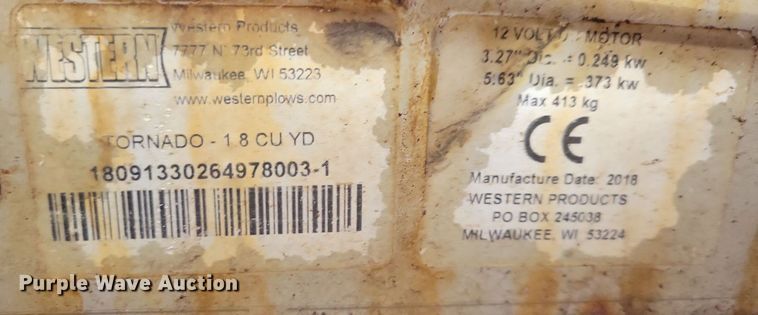 WESTERN
Western Products
7777 N 73rd Street
Milwaukee, WI 53223
www.westernplows.com
TORNADO - 1.8 CU YD
18091330264978003-1
12 VOLT MOTOR
3.27" Dia. = 0.249 kw
5.63" Dia. = .373 kw
Max 413 kg
CE
Manufacture Date: 2018
WESTERN PRODUCTS
PO BOX 245038
MILWAUKEE, WI 53224
Purple Wave Auction